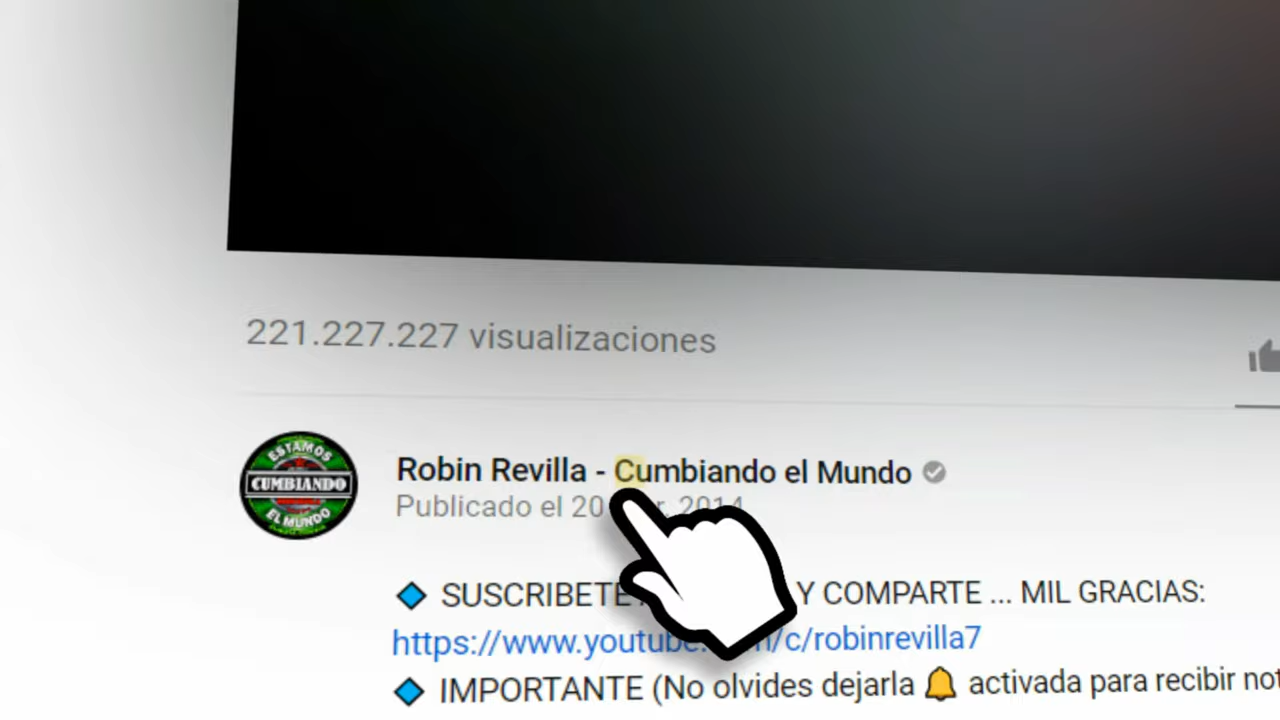 221.227.227 visualizaciones
ESTAMOS
CUMBIANDO
EL MUNDO
Robin Revilla - Cumbiando el Mundo
Publicado el 20 2014
SUSCRIBETE Y COMPARTE ... MIL GRACIAS:
https://www.youtube. /c/robinrevilla7
IMPORTANTE (No olvides dejarla 🔔 activada para recibir